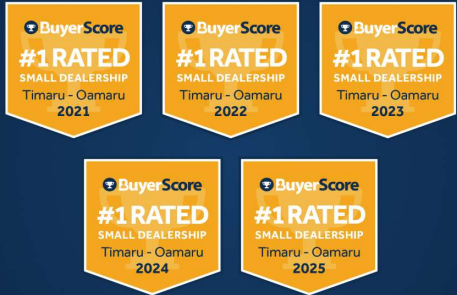 BuyerScore
#1 RATED
SMALL DEALERSHIP
Timaru - Oamaru
2021
BuyerScore
#1 RATED
SMALL DEALERSHIP
Timaru - Oamaru
2022
BuyerScore
#1 RATED
SMALL DEALERSHIP
Timaru - Oamaru
2023
BuyerScore
#1 RATED
SMALL DEALERSHIP
Timaru - Oamaru
2024
BuyerScore
#1 RATED
SMALL DEALERSHIP
Timaru - Oamaru
2025